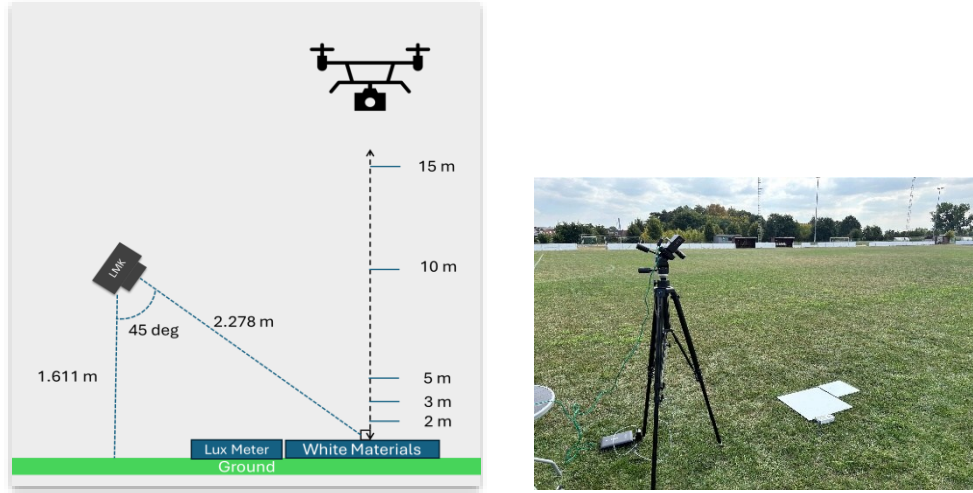 15 m
LMK
10 m
45 deg
2.278 m
1.611 m
5 m
3 m
2 m
Lux Meter
White Materials
Ground